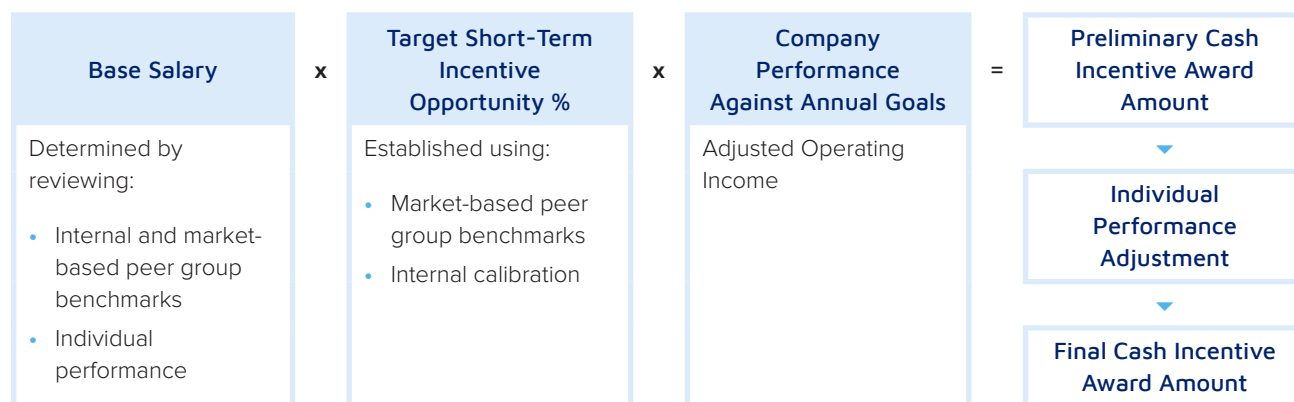 Base Salary
x
Target Short-Term
Incentive
Opportunity %
x
Company
Performance
Against Annual Goals
=
Preliminary Cash
Incentive Award
Amount
Determined by
reviewing:
• Internal and market-
based peer group
benchmarks
• Individual
performance
Established using:
• Market-based peer
group benchmarks
• Internal calibration
Adjusted Operating
Income
Individual
Performance
Adjustment
Final Cash Incentive
Award Amount